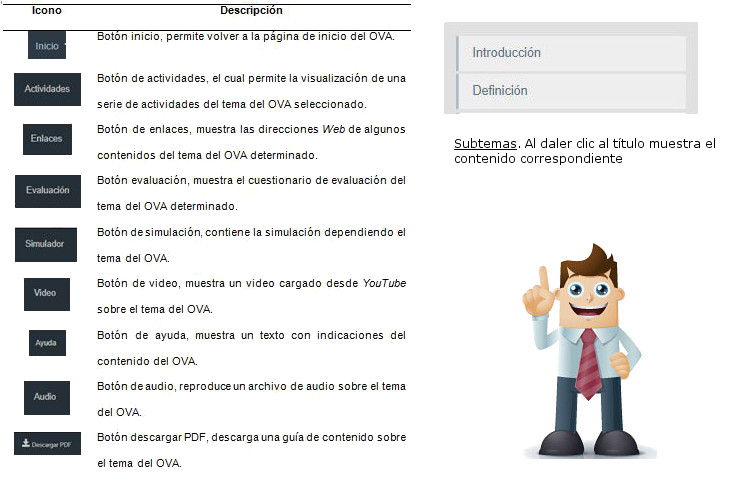 Icono Descripción
Inicio Botón inicio, permite volver a la página de inicio del OVA.
Actividades Botón de actividades, el cual permite la visualización de una
serie de actividades del tema del OVA seleccionado.
Enlaces Botón de enlaces, muestra las direcciones Web de algunos
contenidos del tema del OVA determinado.
Evaluación Botón evaluación, muestra el cuestionario de evaluación del
tema del OVA determinado.
Simulador Botón de simulación, contiene la simulación dependiendo el
tema del OVA.
Video Botón de video, muestra un video cargado desde YouTube
sobre el tema del OVA.
Ayuda Botón de ayuda, muestra un texto con indicaciones del
contenido del OVA.
Audio Botón de audio, reproduce un archivo de audio sobre el tema
del OVA.
Descargar PDF Botón descargar PDF, descarga una guía de contenido sobre
el tema del OVA.
Introducción
Definición
Subtemas. Al daler clic al título muestra el
contenido correspondiente